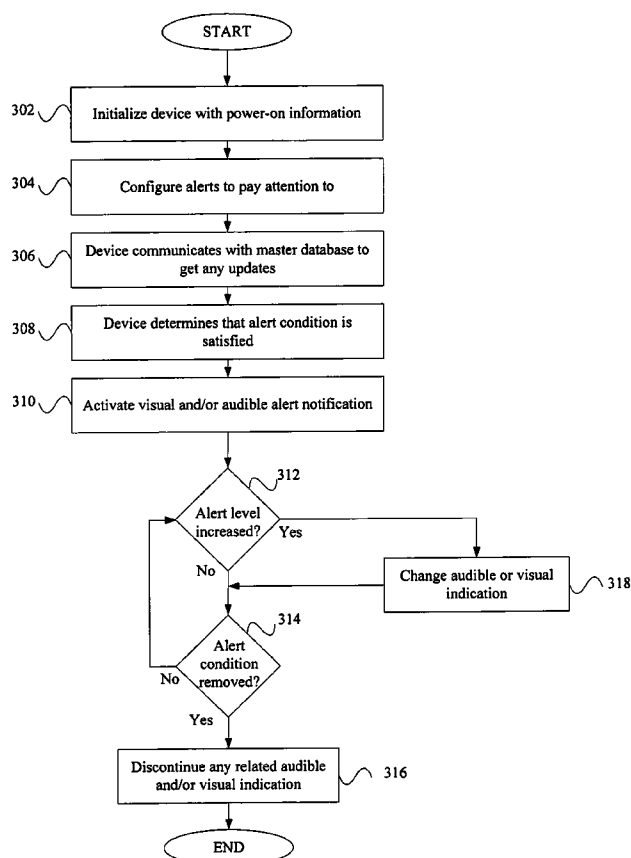 START
302
Initialize device with power-on information
304
Configure alerts to pay attention to
306
Device communicates with master database to
get any updates
308
Device determines that alert condition is
satisfied
310
Activate visual and/or audible alert notification
312
Alert level
increased?
Yes
No
Change audible or visual
indication
318
314
Alert
condition
removed?
No
Yes
Discontinue any related audible
and/or visual indication
316
END